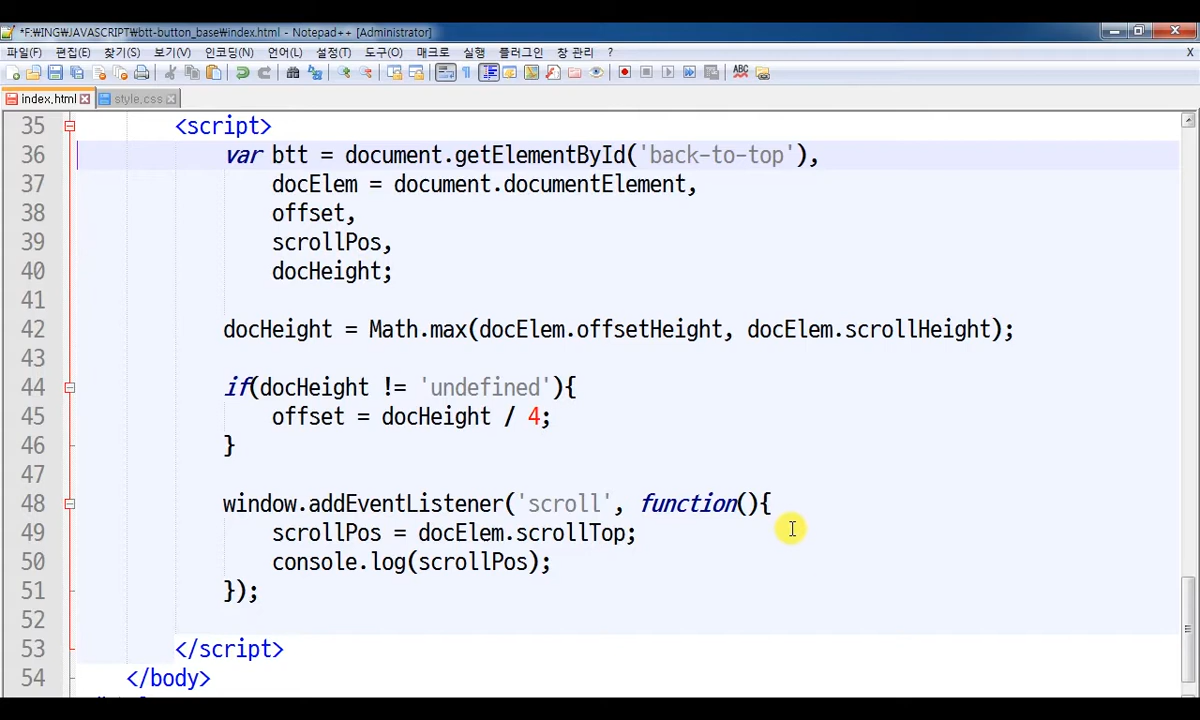 *F:₩ING₩JAVASCRIPT₩btt-button_base₩index.html - Notepad++ [Administrator]
파일(F) 편집(E) 찾기(S) 보기(V) 인코딩(N) 언어(L) 설정(T) 도구(O) 매크로 실행 플러그인 창 관리 ? X
index.html style.css
35 <script>
36 var btt = document.getElementById('back-to-top'),
37 docElem = document.documentElement,
38 offset,
39 scrollPos,
40 docHeight;
41
42 docHeight = Math.max(docElem.offsetHeight, docElem.scrollHeight);
43
44 if(docHeight != 'undefined'){
45 offset = docHeight / 4;
46 }
47
48 window.addEventListener('scroll', function(){
49 scrollPos = docElem.scrollTop;
50 console.log(scrollPos);
51 });
52
53 </script>
54 </body>